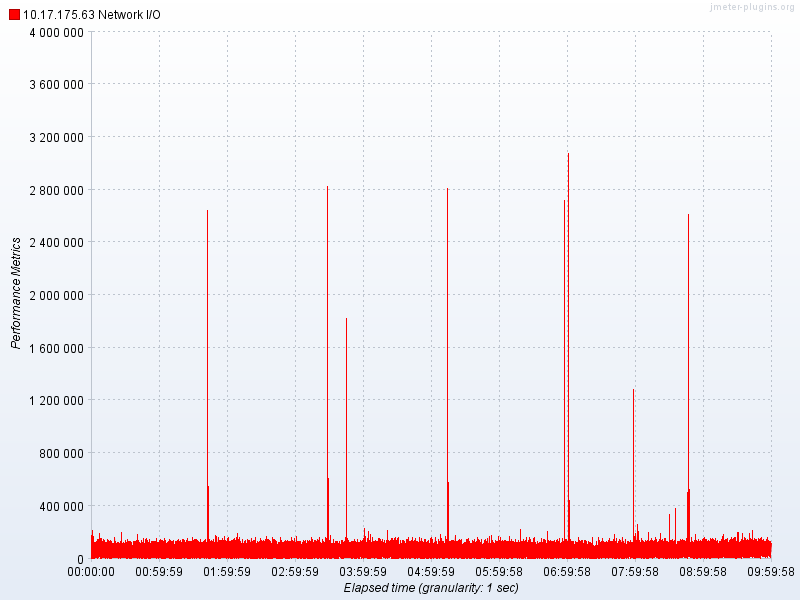 jmeter-plugins.org
10.17.175.63 Network I/O
4 000 000
3 600 000
3 200 000
2 800 000
2 400 000
2 000 000
1 600 000
1 200 000
800 000
400 000
0
Performance Metrics
00:00:00 00:59:59 01:59:59 02:59:59 03:59:59 04:59:59 05:59:59 06:59:58 07:59:58 08:59:58 09:59:58
Elapsed time (granularity: 1 sec)